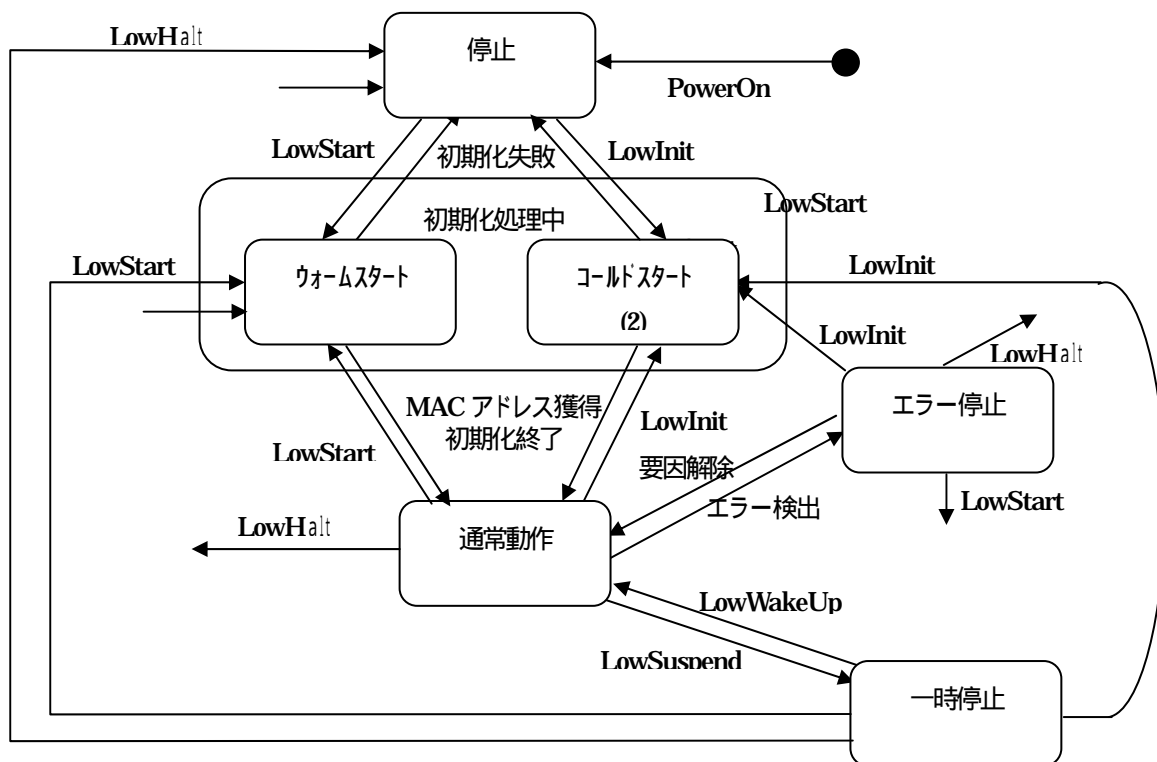 LowHalt
停止
PowerOn
LowStart
初期化失敗
LowInit
初期化処理中
LowStart
LowStart
ｳｫｰﾑｽﾀｰﾄ
ｺｰﾙﾄﾞｽﾀｰﾄ
(2)
LowInit
LowInit
LowHalt
エラー停止
MAC アドレス獲得
初期化終了
LowInit
LowStart
要因解除
エラー検出
LowStart
LowHalt
通常動作
LowWakeUp
LowSuspend
一時停止